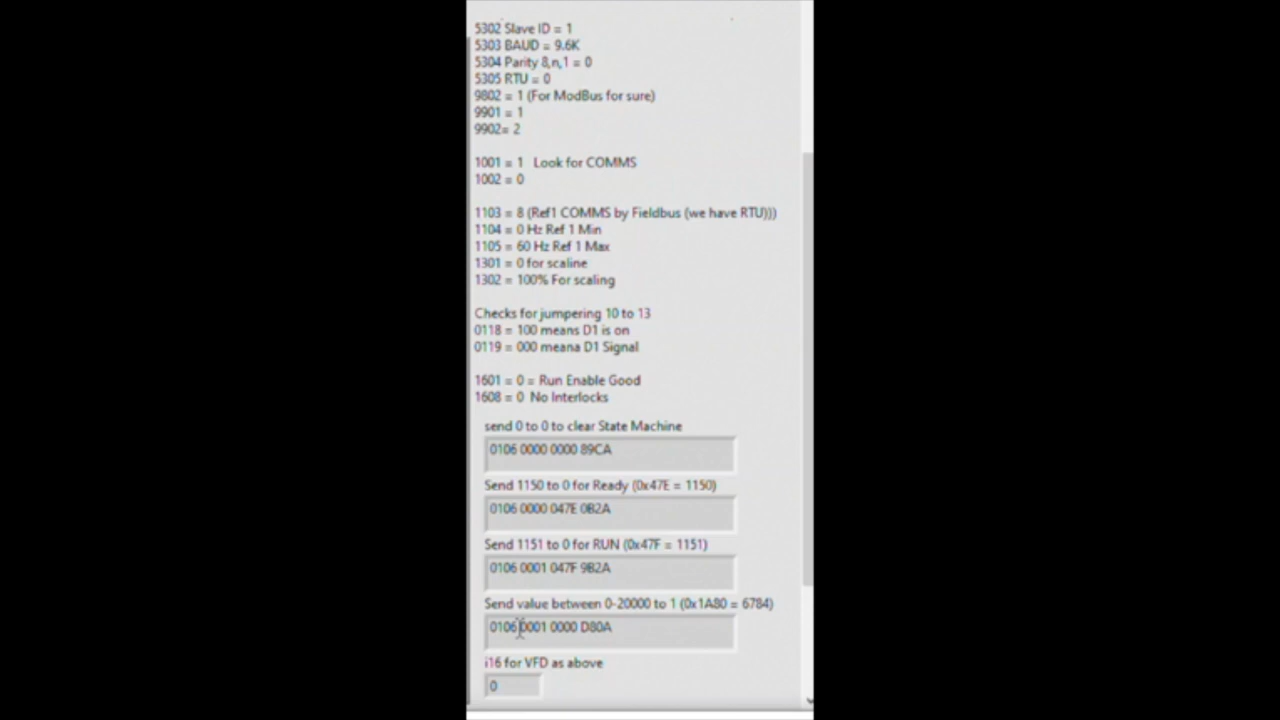 5302 Slave ID = 1
5303 BAUD = 9.6K
5304 Parity 8,n,1 = 0
5305 RTU = 0
9802 = 1 (For ModBus for sure)
9901 = 1
9902= 2
1001 = 1 Look for COMMS
1002 = 0
1103 = 8 (Ref1 COMMS by Fieldbus (we have RTU)))
1104 = 0 Hz Ref 1 Min
1105 = 60 Hz Ref 1 Max
1301 = 0 for scaline
1302 = 100% For scaling
Checks for jumpering 10 to 13
0118 = 100 means D1 is on
0119 = 000 meana D1 Signal
1601 = 0 = Run Enable Good
1608 = 0 No Interlocks
send 0 to 0 to clear State Machine
0106 0000 0000 89CA
Send 1150 to 0 for Ready (0x47E = 1150)
0106 0000 047E 0B2A
Send 1151 to 0 for RUN (0x47F = 1151)
0106 0001 047F 9B2A
Send value between 0-20000 to 1 (0x1A80 = 6784)
0106 0001 0000 D80A
i16 for VFD as above
0